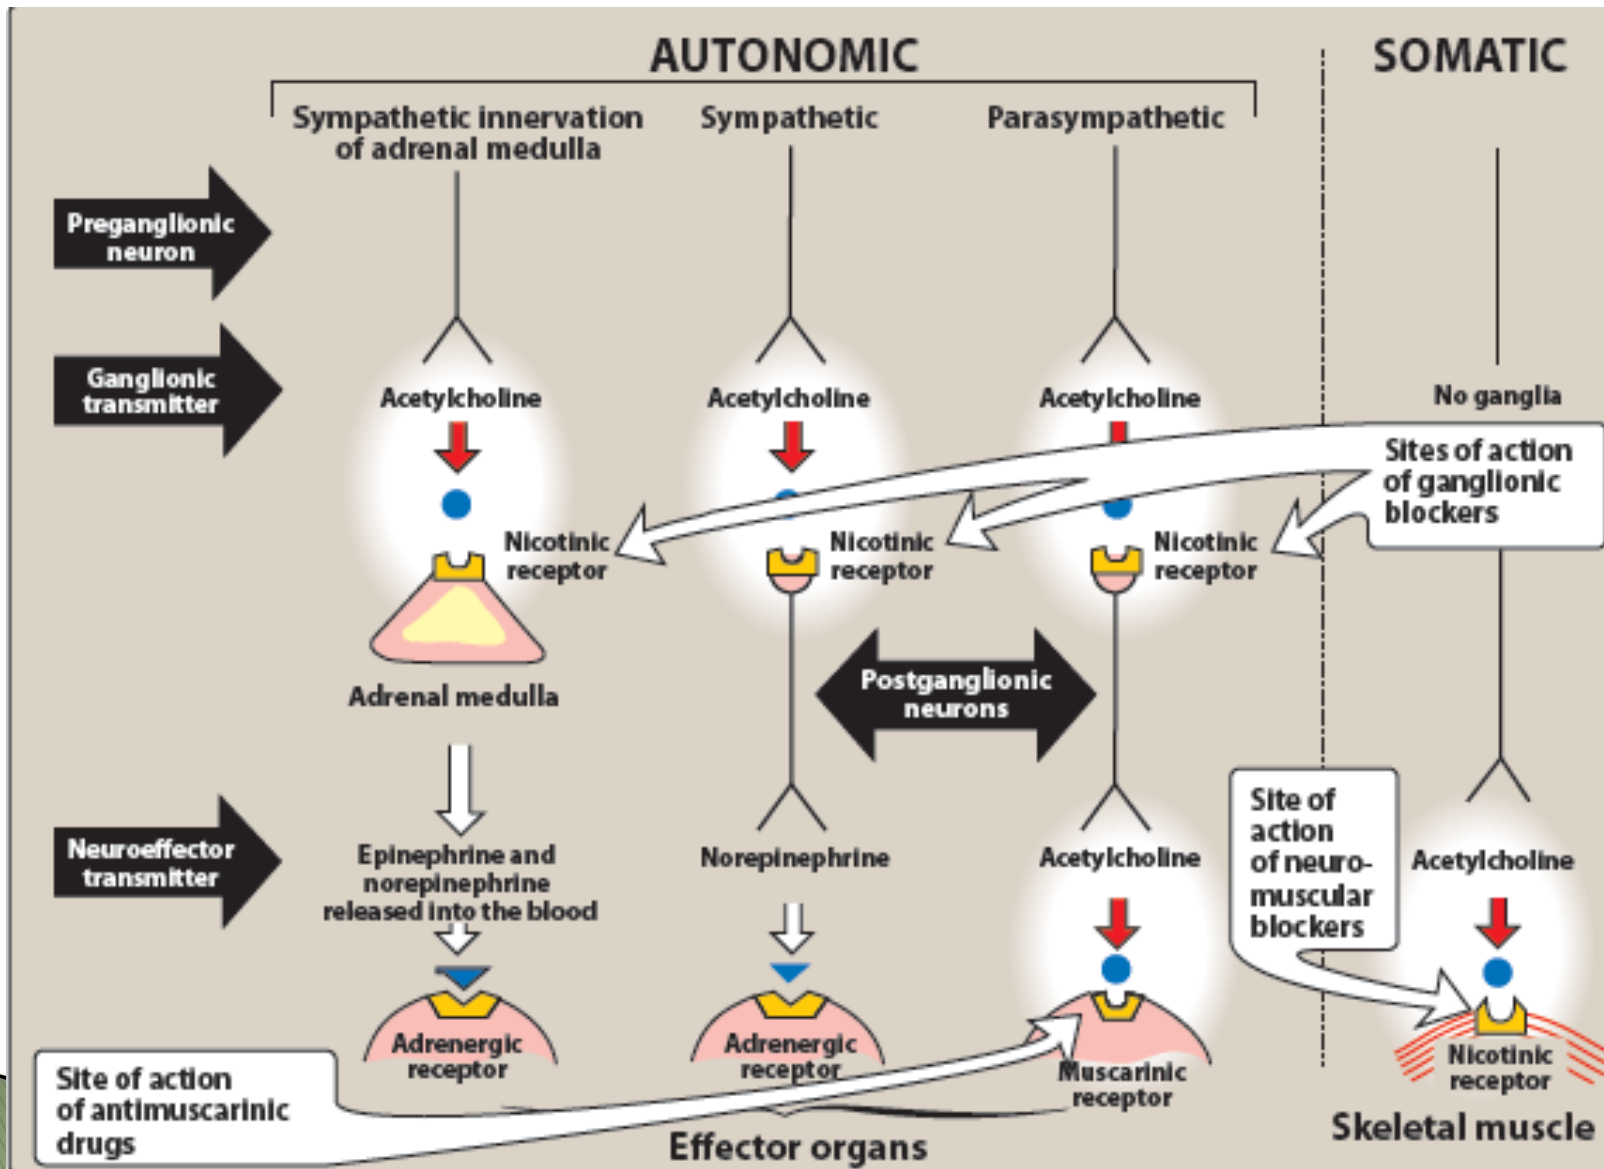 AUTONOMIC
SOMATIC
Sympathetic innervation
of adrenal medulla
Sympathetic
Parasympathetic
Preganglionic
neuron
Ganglionic
transmitter
Acetylcholine
Acetylcholine
Acetylcholine
No ganglia
Sites of action
of ganglionic
blockers
Nicotinic
receptor
Nicotinic
receptor
Nicotinic
receptor
Adrenal medulla
Postganglionic
neurons
Neuroeffector
transmitter
Epinephrine and
norepinephrine
released into the blood
Norepinephrine
Acetylcholine
Site of
action
of neuro-
muscular
blockers
Acetylcholine
Adrenergic
receptor
Adrenergic
receptor
Muscarinic
receptor
Nicotinic
receptor
Site of action
of antimuscarinic
drugs
Effector organs
Skeletal muscle